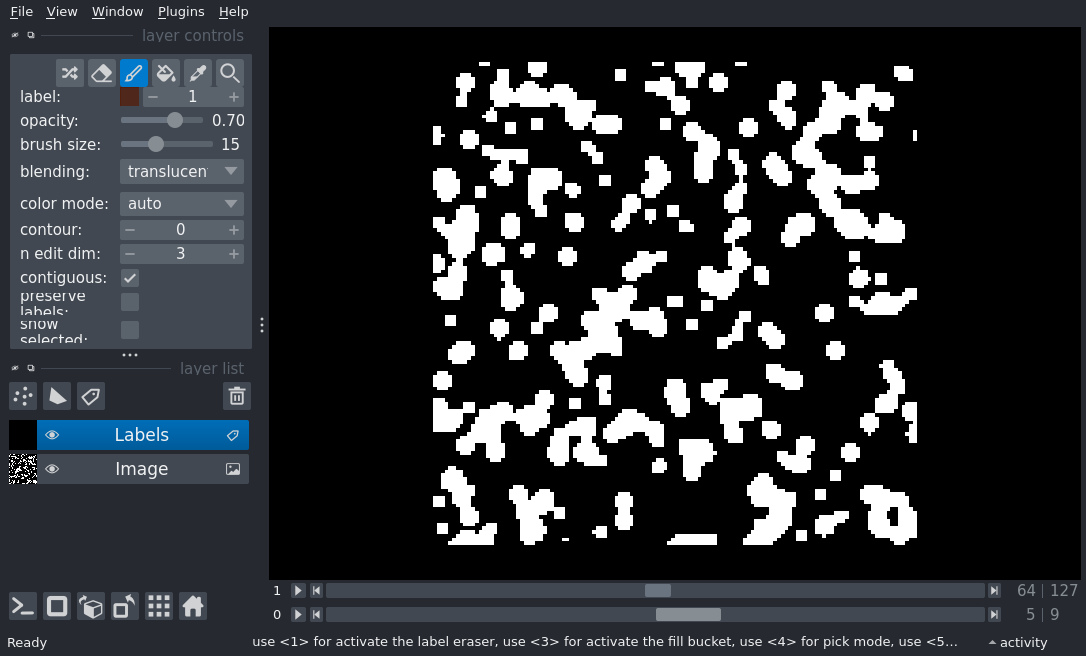 File View Window Plugins Help
layer controls
label: 1
opacity: 0.70
brush size: 15
blending: translucen
color mode: auto
contour: 0
n edit dim: 3
contiguous:
preserve
labels:
show
selected:
layer list
Labels
Image
1 64 127
0 5 9
Ready use <1> for activate the label eraser, use <3> for activate the fill bucket, use <4> for pick mode, use <5... activity